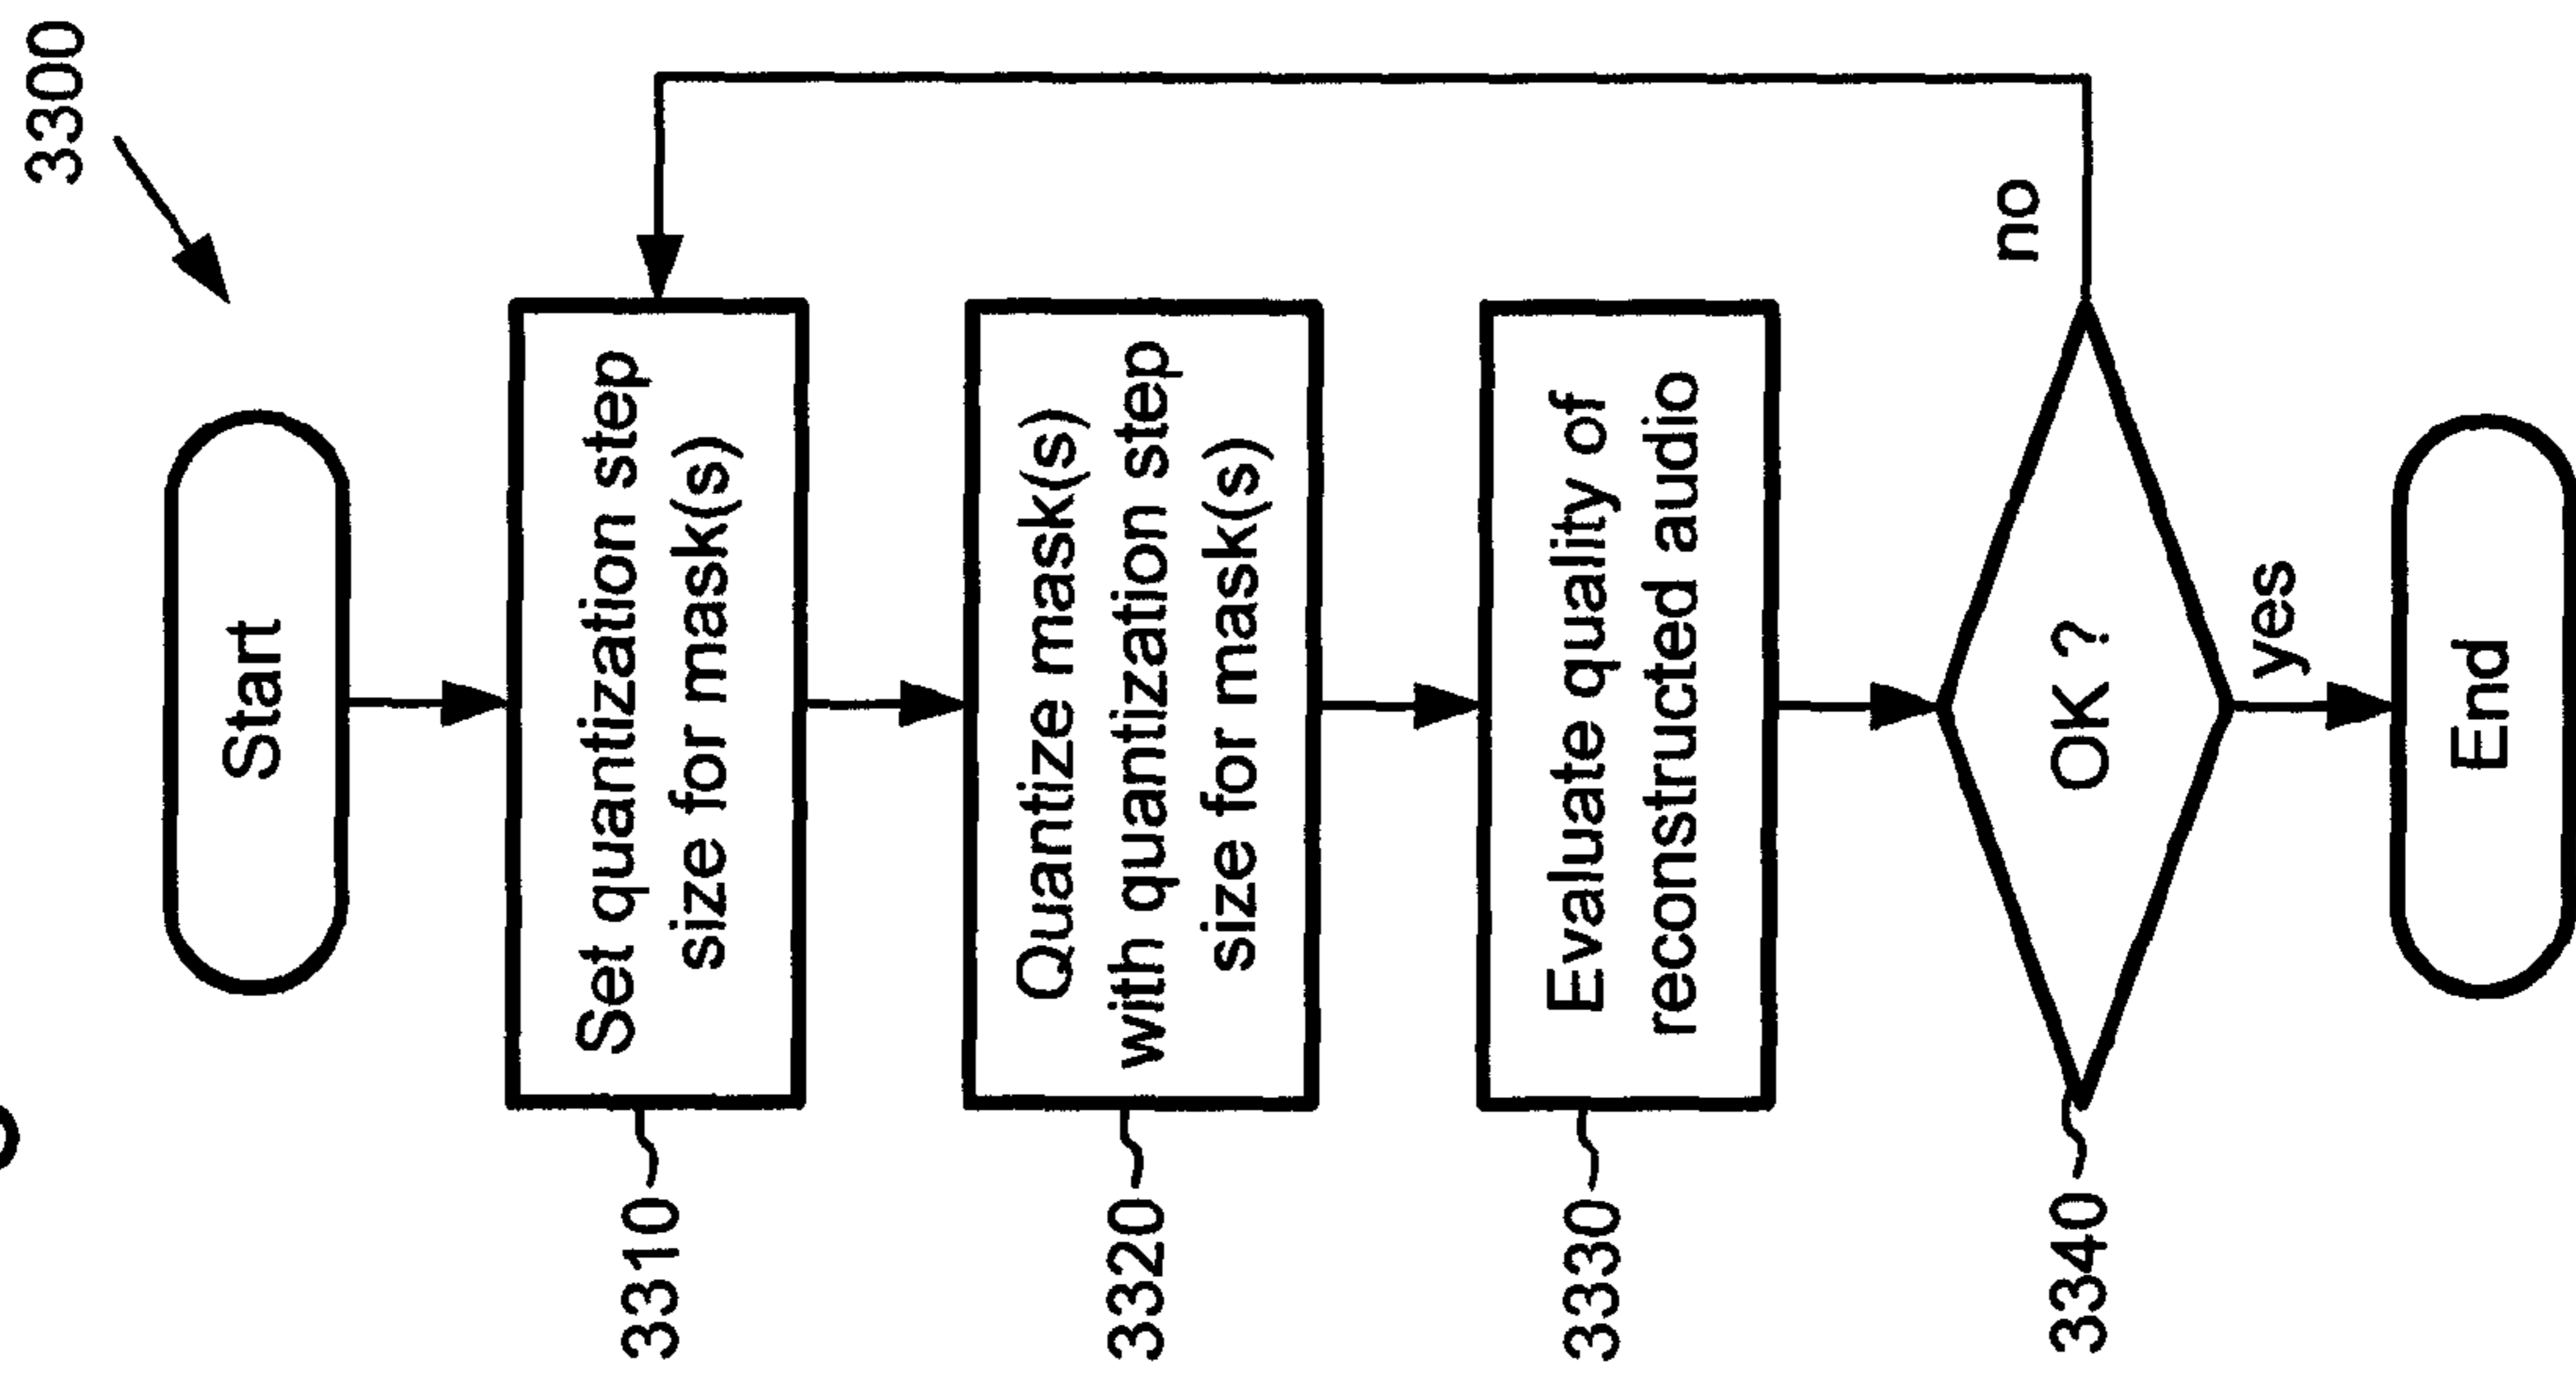 3300
Start
3310
Set quantization step
size for mask(s)
3320
Quantize mask(s)
with quantization step
size for mask(s)
3330
Evaluate quality of
reconstructed audio
3340
OK ?
no
yes
End